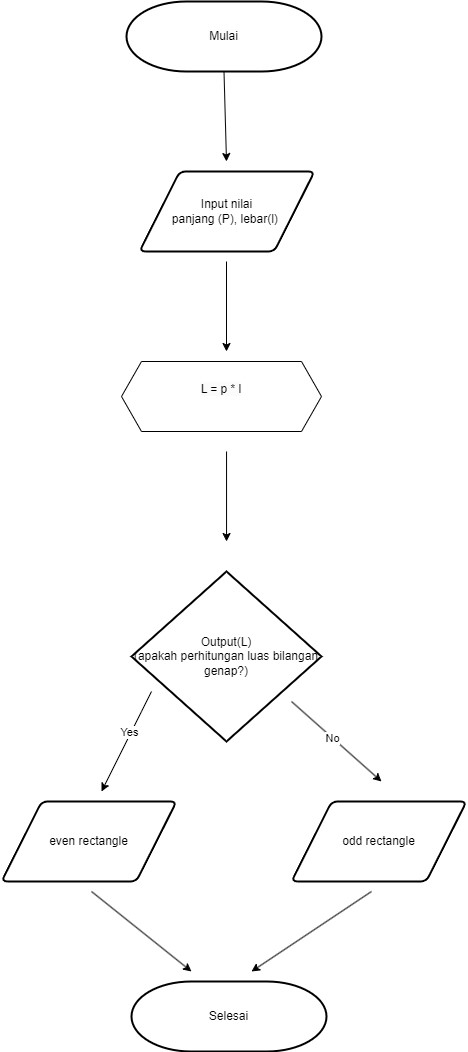 Mulai
Input nilai
panjang (P), lebar(l)
L = p * l
Output(L)
(apakah perhitungan luas bilangan
genap?)
Yes
No
even rectangle
odd rectangle
Selesai